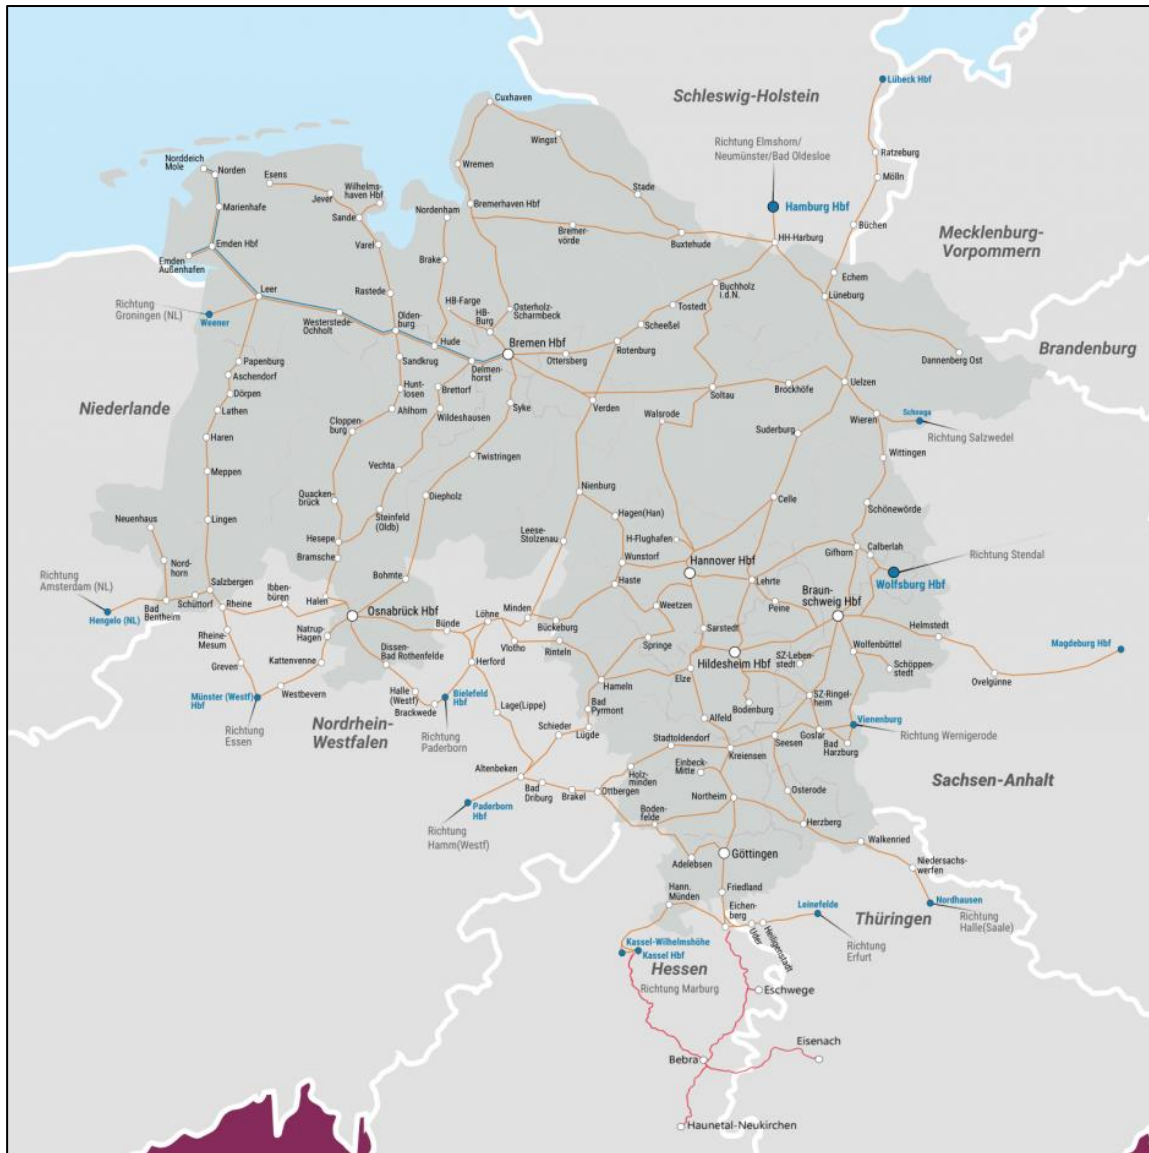 Lübeck Hbf
Schleswig-Holstein
Cuxhaven
Wingst
Richtung Elmshorn/
Neumünster/Bad Oldesloe
Ratzeburg
Mölln
Norddeich
Mole
Norden
Esens
Jever
Wilhelms-
haven Hbf
Wremen
Stade
Hamburg Hbf
Marienhafe
Sande
Nordenham
Bremerhaven Hbf
Bremer-
vörde
Buxtehude
Büchen
Mecklenburg-
Vorpommern
HH-Harburg
Emden Hbf
Emden
Außenhafen
Varel
Brake
Echem
Leer
Rastede
Buchholz
i.d.N.
Lüneburg
Richtung
Groningen (NL)
Weener
Westerstede-
Ochholt
Olden-
burg
HB-Farge
HB-
Burg
Osterholz-
Scharmbeck
Tostedt
Scheeßel
Hude
Bremen Hbf
Ottersberg
Rotenburg
Dannenberg Ost
Brandenburg
Papenburg
Aschendorf
Sandkrug
Delmen-
horst
Dörpen
Hunt-
losen
Brettorf
Soltau
Brockhöfe
Uelzen
Niederlande
Lathen
Ahlhorn
Wildeshausen
Syke
Verden
Walsrode
Wieren
Schnega
Richtung Salzwedel
Cloppen-
burg
Suderburg
Haren
Wittingen
Meppen
Vechta
Twistringen
Quacken-
brück
Diepholz
Nienburg
Celle
Schönewörde
Neuenhaus
Lingen
Steinfeld
(Oldb)
Hagen(Han)
Leese-
Stolzenau
H-Flughafen
Hesepe
Bramsche
Wunstorf
Hannover Hbf
Gifhorn
Calberlah
Richtung Stendal
Nord-
horn
Richtung
Amsterdam (NL)
Salzbergen
Ibben-
büren
Bohmte
Haste
Lehrte
Wolfsburg Hbf
Schüttorf
Rheine
Halen
Weetzen
Peine
Braun-
schweig Hbf
Hengelo (NL)
Bad
Bentheim
Osnabrück Hbf
Löhne
Minden
Bückeburg
Sarstedt
Helmstedt
Bünde
Rheine-
Mesum
Natrup-
Hagen
Vlotho
Rinteln
Springe
Wolfenbüttel
Magdeburg Hbf
Greven
Kattenvenne
Dissen-
Bad Rothenfelde
Herford
Hildesheim Hbf
SZ-Leben-
stedt
Schöppen-
stedt
Elze
Ovelgünne
Münster (Westf)
Hbf
Westbevern
Halle
(Westf)
Bielefeld
Hbf
Hameln
SZ-Ringel-
heim
Brackwede
Lage(Lippe)
Bad
Pyrmont
Bodenburg
Richtung
Essen
Nordrhein-
Westfalen
Richtung
Paderborn
Schieder
Lügde
Alfeld
Vienenburg
Richtung Wernigerode
Stadtoldendorf
Kreiensen
Seesen
Goslar
Bad
Harzburg
Altenbeken
Holz-
minden
Einbeck-
Mitte
Sachsen-Anhalt
Bad
Driburg
Brakel
Ottbergen
Northeim
Osterode
Paderborn
Hbf
Boden-
felde
Herzberg
Richtung
Hamm(Westf)
Walkenried
Adelebsen
Göttingen
Niedersachs-
werfen
Hann.
Münden
Friedland
Leinefelde
Nordhausen
Eichen-
berg
Uder
Heiligenstadt
Thüringen
Richtung
Halle(Saale)
Kassel-Wilhelmshöhe
Kassel Hbf
Richtung
Erfurt
Hessen
Richtung Marburg
Eschwege
Eisenach
Bebra
Haunetal-Neukirchen